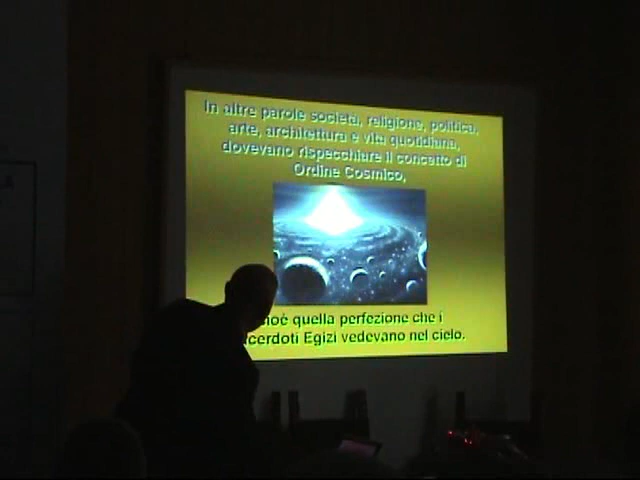 In altre parole società, religione, politica,
arte, architettura e vita quotidiana,
dovevano rispecchiare il concetto di
Ordine Cosmico,
quella perfezione che i
Egizi vedevano nel cielo.